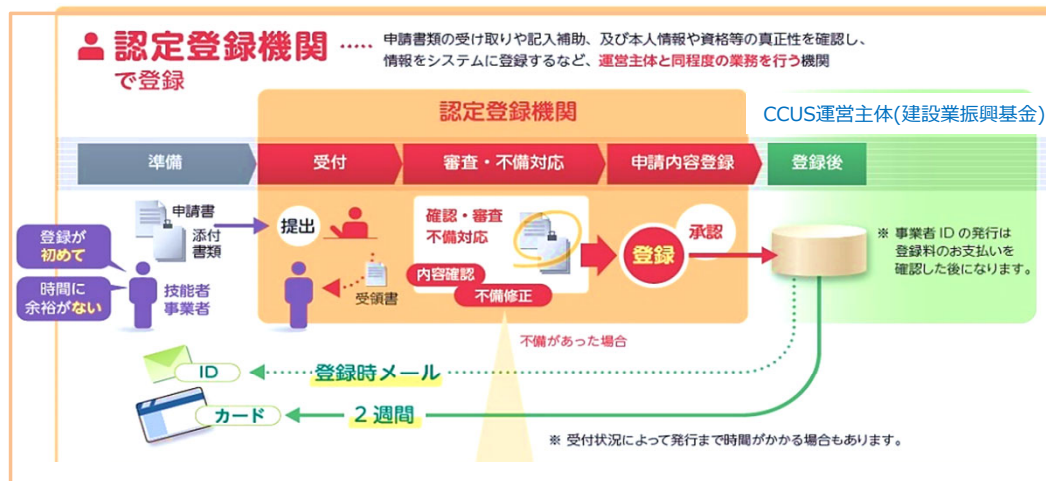 認定登録機関
で登録
申請書類の受け取りや記入補助、及び本人情報や資格等の真正性を確認し、
情報をシステムに登録するなど、運営主体と同程度の業務を行う機関
認定登録機関
CCUS運営主体(建設業振興基金)
準備
受付
審査・不備対応
申請内容登録
登録後
申請書
添付
書類
登録が
初めて
時間に
余裕がない
技能者
事業者
提出
受領書
確認・審査
不備対応
内容確認
不備修正
登録
承認
※ 事業者 ID の発行は
登録料のお支払いを
確認した後になります。
不備があった場合
ID
登録時メール
カード
2 週間
※ 受付状況によって発行まで時間がかかる場合もあります。